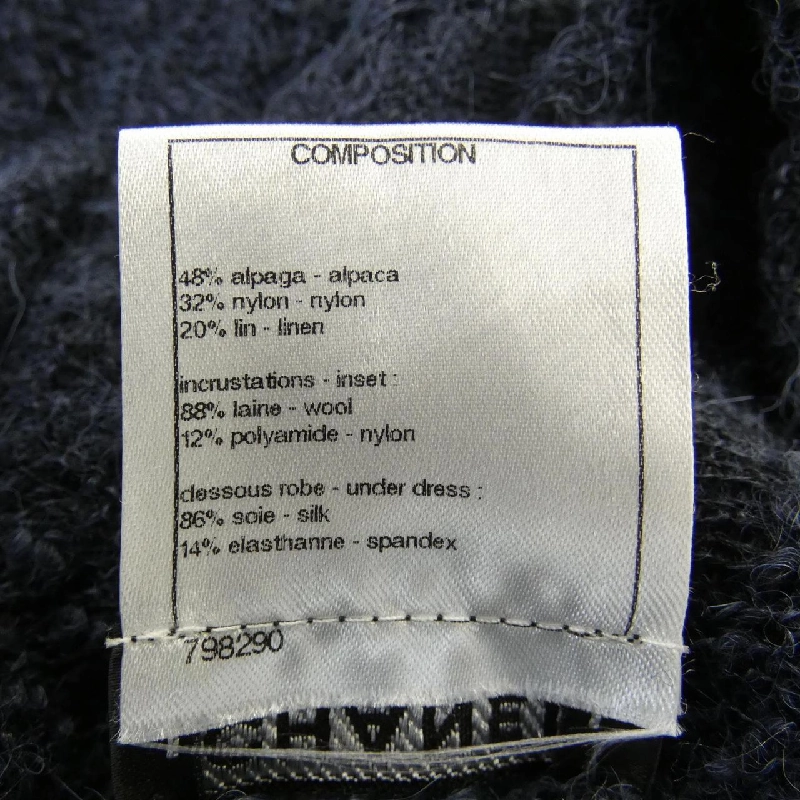 COMPOSITION
48% alpaga - alpaca
32% nylon - nylon
20% lin - linen
incrustations - inset :
88% laine - wool
12% polyamide - nylon
dessous robe - under dress :
86% soie - silk
14% elasthanne - spandex
798290